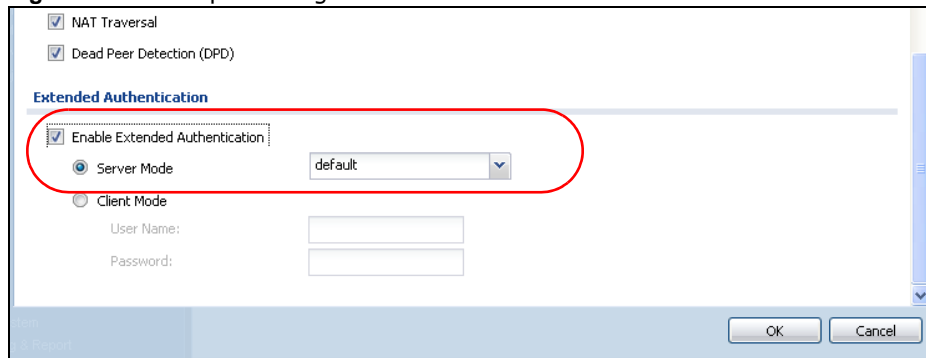 NAT Traversal
Dead Peer Detection (DPD)
Extended Authentication
Enable Extended Authentication
Server Mode default
Client Mode
User Name:
Password:
OK Cancel